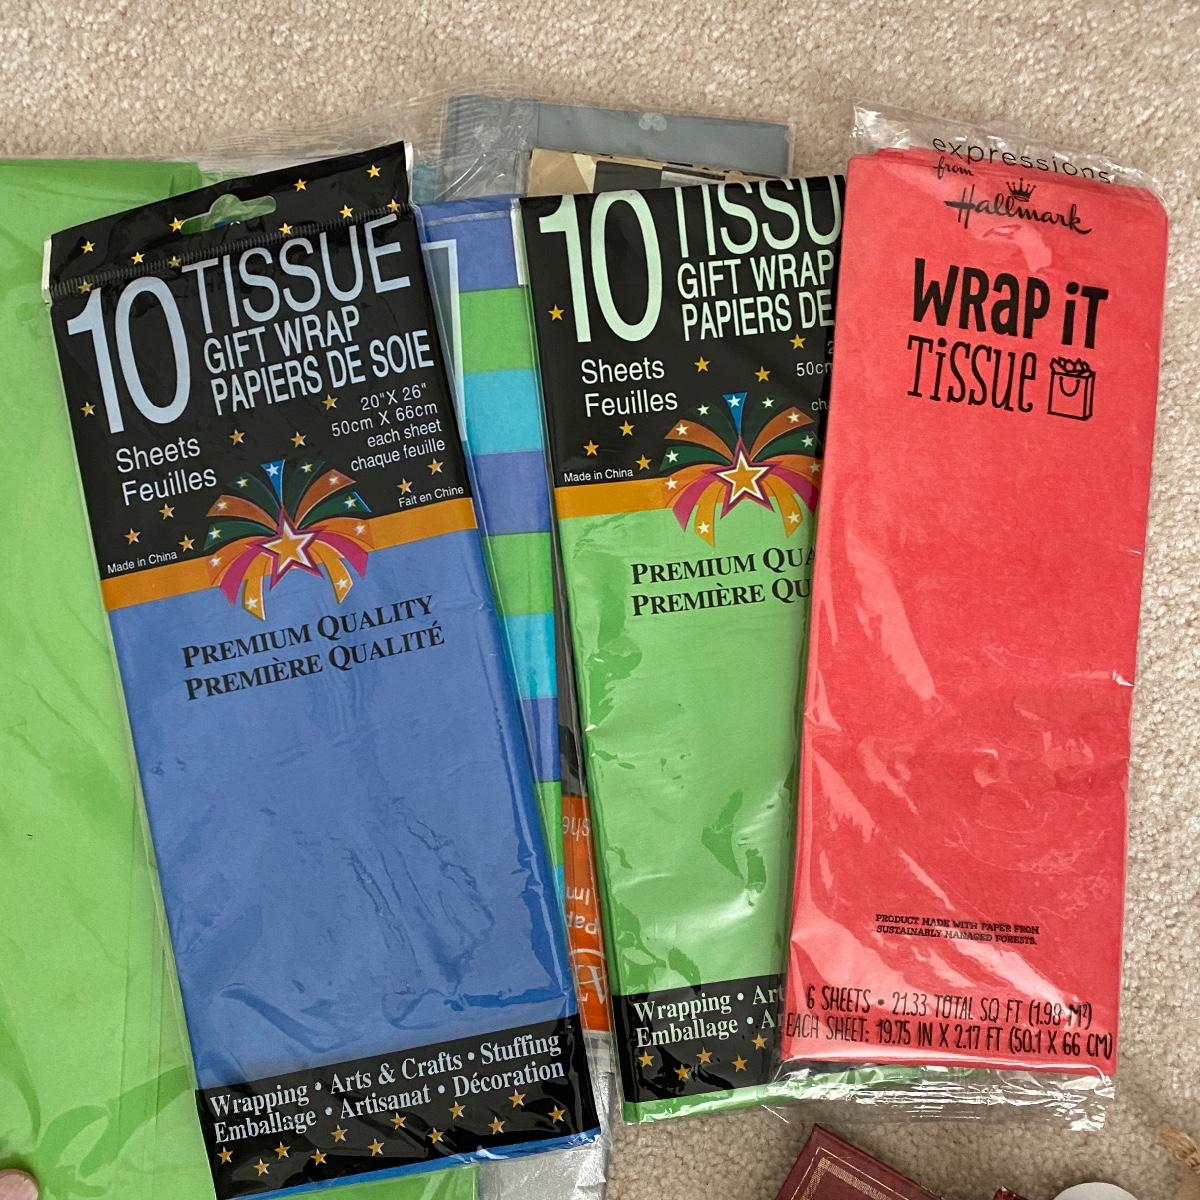 10 TISSUE
GIFT WRAP
PAPIERS DE SOIE
20" X 26"
50cm X 66cm
each sheet
chaque feuille
Sheets
Feuilles
Made in China
Fait en Chine
PREMIUM QUALITY
PREMIÈRE QUALITÉ
Wrapping • Arts & Crafts • Stuffing
Emballage • Artisanat • Décoration
10 TISSU
GIFT WRAP
PAPIERS DE
50cm
Sheets
Feuilles
Made in China
PREMIUM QUA
PREMIÈRE QU
Wrapping • Art
Emballage • A
expressions
from
Hallmark
WRAP iT
TiSSUE
PRODUCT MADE WITH PAPER FROM
SUSTAINABLY MANAGED FORESTS.
6 SHEETS • 21.33 TOTAL SQ FT (1.98 M²)
EACH SHEET: 19.75 IN X 2.17 FT (50.1 X 66 CM)